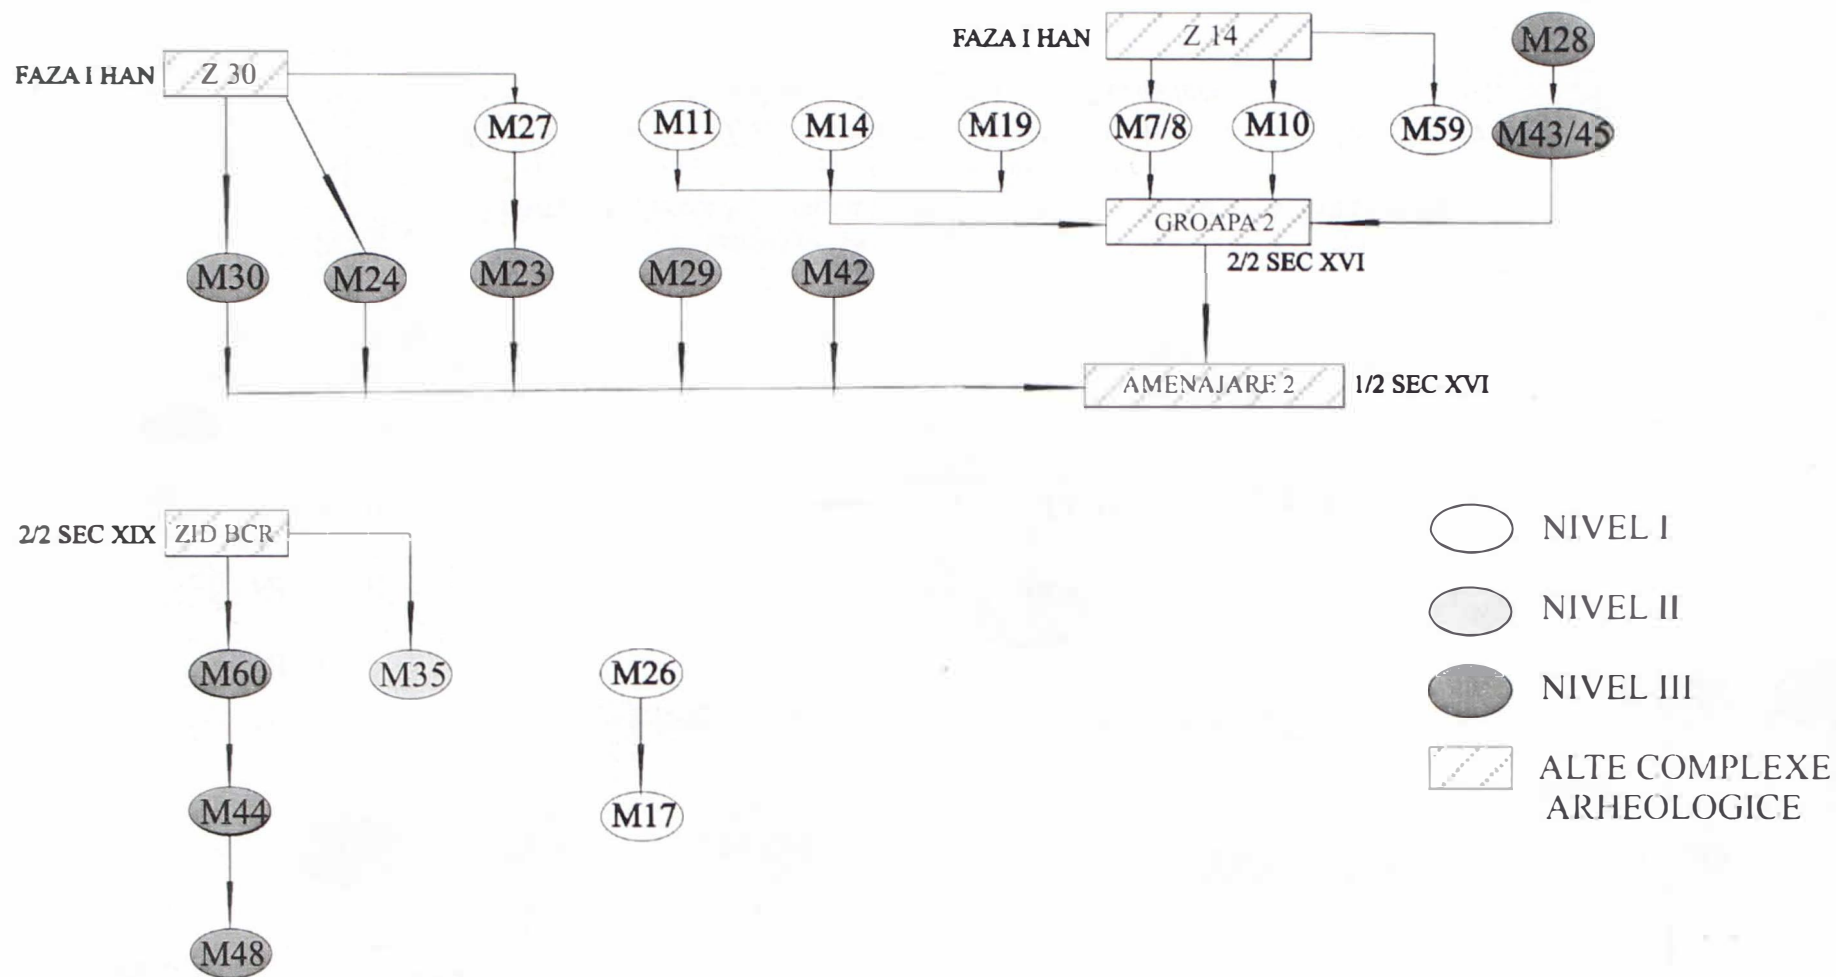 FAZA I HAN
Z 14
M28
FAZA I HAN
Z 30
M27
M11
M14
M19
M7/8
M10
M59
M43/45
GROAPA 2
2/2 SEC XVI
M30
M24
M23
M29
M42
AMENAJARE 2
1/2 SEC XVI
2/2 SEC XIX
ZID BCR
NIVEL I
NIVEL II
M60
M35
M26
NIVEL III
ALTE COMPLEXE
ARHEOLOGICE
M44
M17
M48